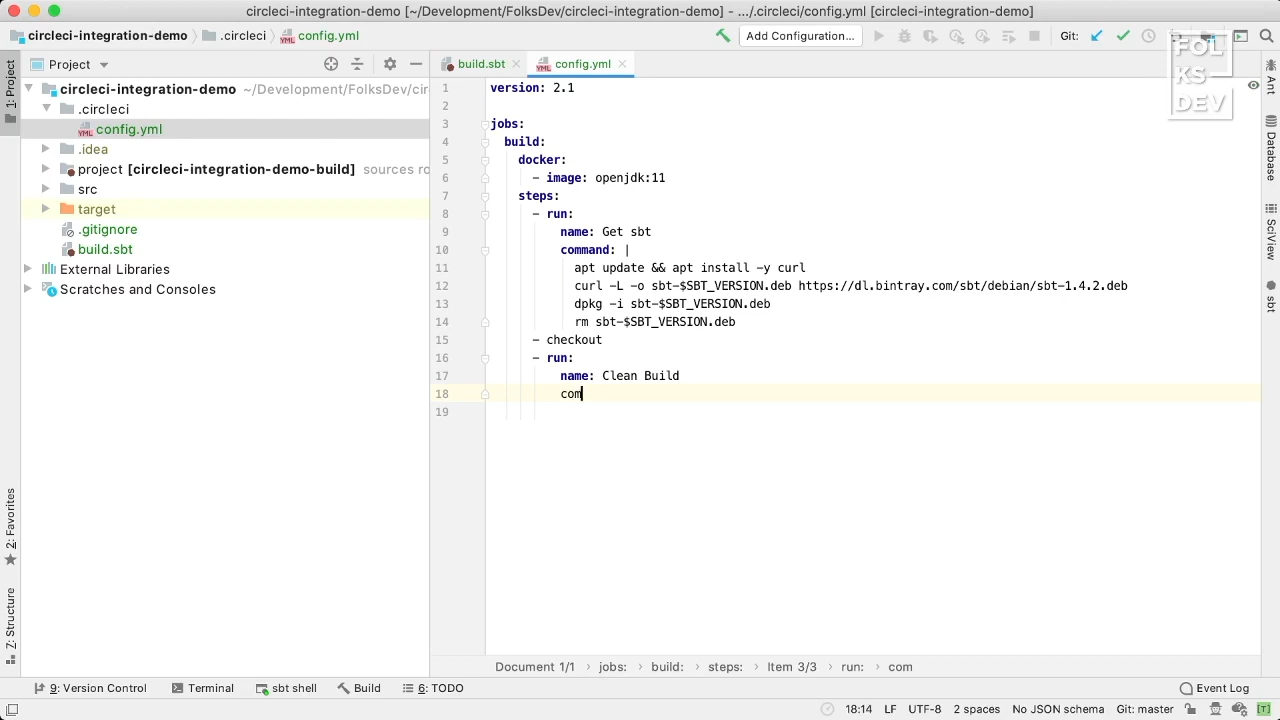 circleci-integration-demo [~/Development/FolksDev/circleci-integration-demo] - .../.circleci/config.yml [circleci-integration-demo]
circleci-integration-demo
.circleci
config.yml
Add Configuration...
Git:
FOL
KS
DEV
1: Project
Project
build.sbt
config.yml
circleci-integration-demo ~/Development/FolksDev/cir
.circleci
config.yml
.idea
project [circleci-integration-demo-build] sources ro
src
target
.gitignore
build.sbt
External Libraries
Scratches and Consoles
1 version: 2.1
2
3 jobs:
4 build:
5 docker:
6 - image: openjdk:11
7 steps:
8 - run:
9 name: Get sbt
10 command: |
11 apt update && apt install -y curl
12 curl -L -o sbt-$SBT_VERSION.deb https://dl.bintray.com/sbt/debian/sbt-1.4.2.deb
13 dpkg -i sbt-$SBT_VERSION.deb
14 rm sbt-$SBT_VERSION.deb
15 - checkout
16 - run:
17 name: Clean Build
18 com
19
Ant
Database
SciView
sbt
2: Favorites
Z: Structure
Document 1/1 › jobs: › build: › steps: › Item 3/3 › run: › com
9: Version Control
Terminal
sbt shell
Build
6: TODO
Event Log
18:14 LF UTF-8 2 spaces No JSON schema Git: master